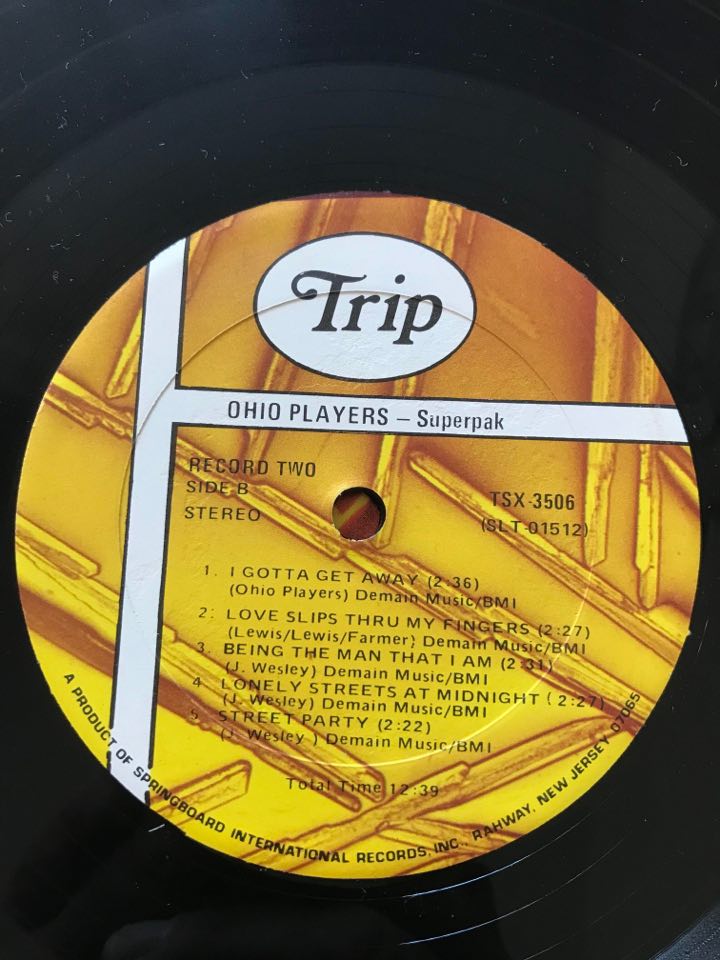 Trip
OHIO PLAYERS – Superpak
RECORD TWO
SIDE B
STEREO
TSX-3506
(SLT-01512)
1. I GOTTA GET AWAY (2:36)
(Ohio Players) Demain Music/BMI
2. LOVE SLIPS THRU MY FINGERS (2:27)
(Lewis/Lewis/Farmer) Demain Music/BMI
3. BEING THE MAN THAT I AM (2:31)
(J. Wesley) Demain Music/BMI
4. LONELY STREETS AT MIDNIGHT (2:27)
(J. Wesley) Demain Music/BMI
5. STREET PARTY (2:22)
(J. Wesley ) Demain Music/BMI
Total Time 12:39
A PRODUCT OF SPRINGBOARD INTERNATIONAL RECORDS, INC., RAHWAY, NEW JERSEY 07065